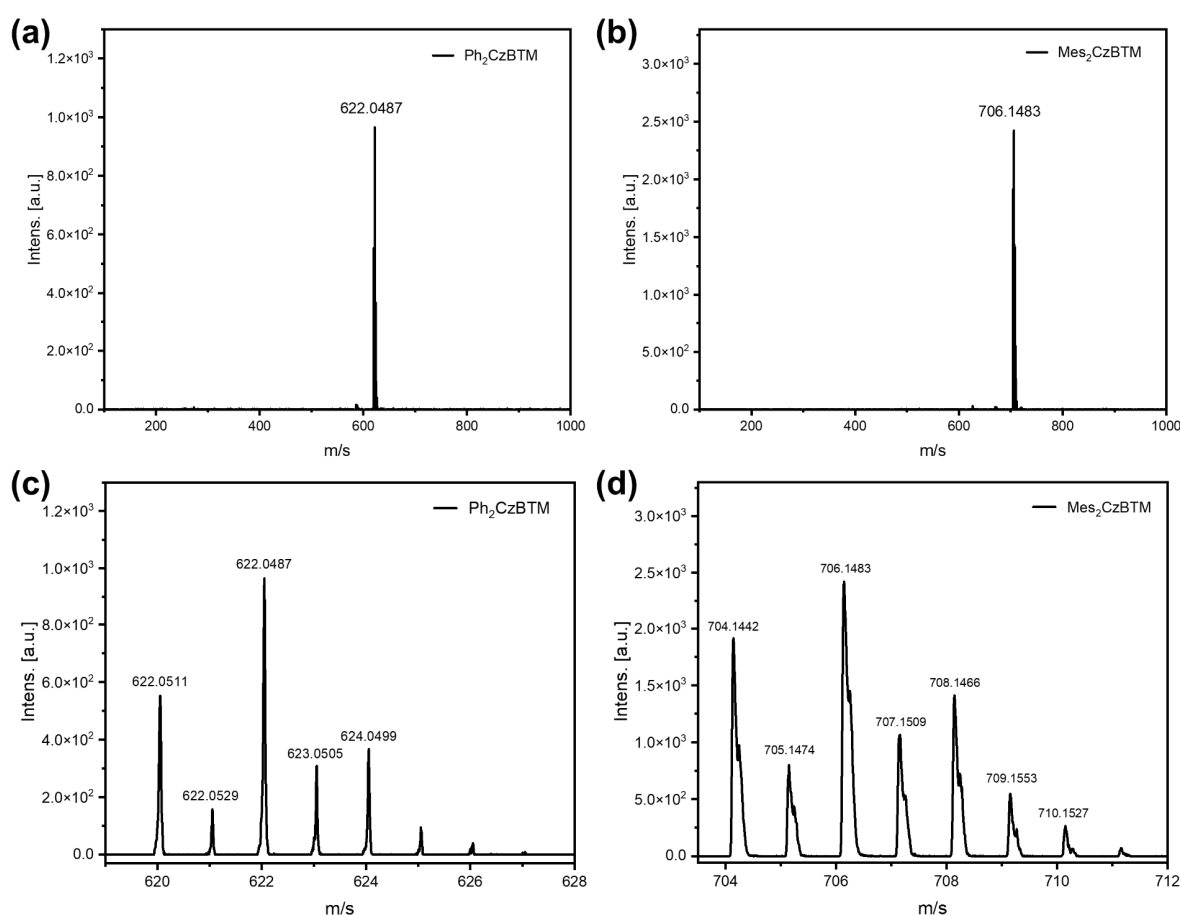 (a)
Intens. [a.u.]
1.2×10³
1.0×10³
8.0×10²
6.0×10²
4.0×10²
2.0×10²
0.0
Ph₂CzBTM
622.0487
200 400 600 800 1000
m/s
(b)
Intens. [a.u.]
3.0×10³
2.5×10³
2.0×10³
1.5×10³
1.0×10³
5.0×10²
0.0
Mes₂CzBTM
706.1483
200 400 600 800 1000
m/s
(c)
Intens. [a.u.]
1.2×10³
1.0×10³
8.0×10²
6.0×10²
4.0×10²
2.0×10²
0.0
Ph₂CzBTM
622.0511
622.0529
622.0487
623.0505
624.0499
620 622 624 626 628
m/s
(d)
Intens. [a.u.]
3.0×10³
2.5×10³
2.0×10³
1.5×10³
1.0×10³
5.0×10²
0.0
Mes₂CzBTM
704.1442
705.1474
706.1483
707.1509
708.1466
709.1553
710.1527
704 706 708 710 712
m/s